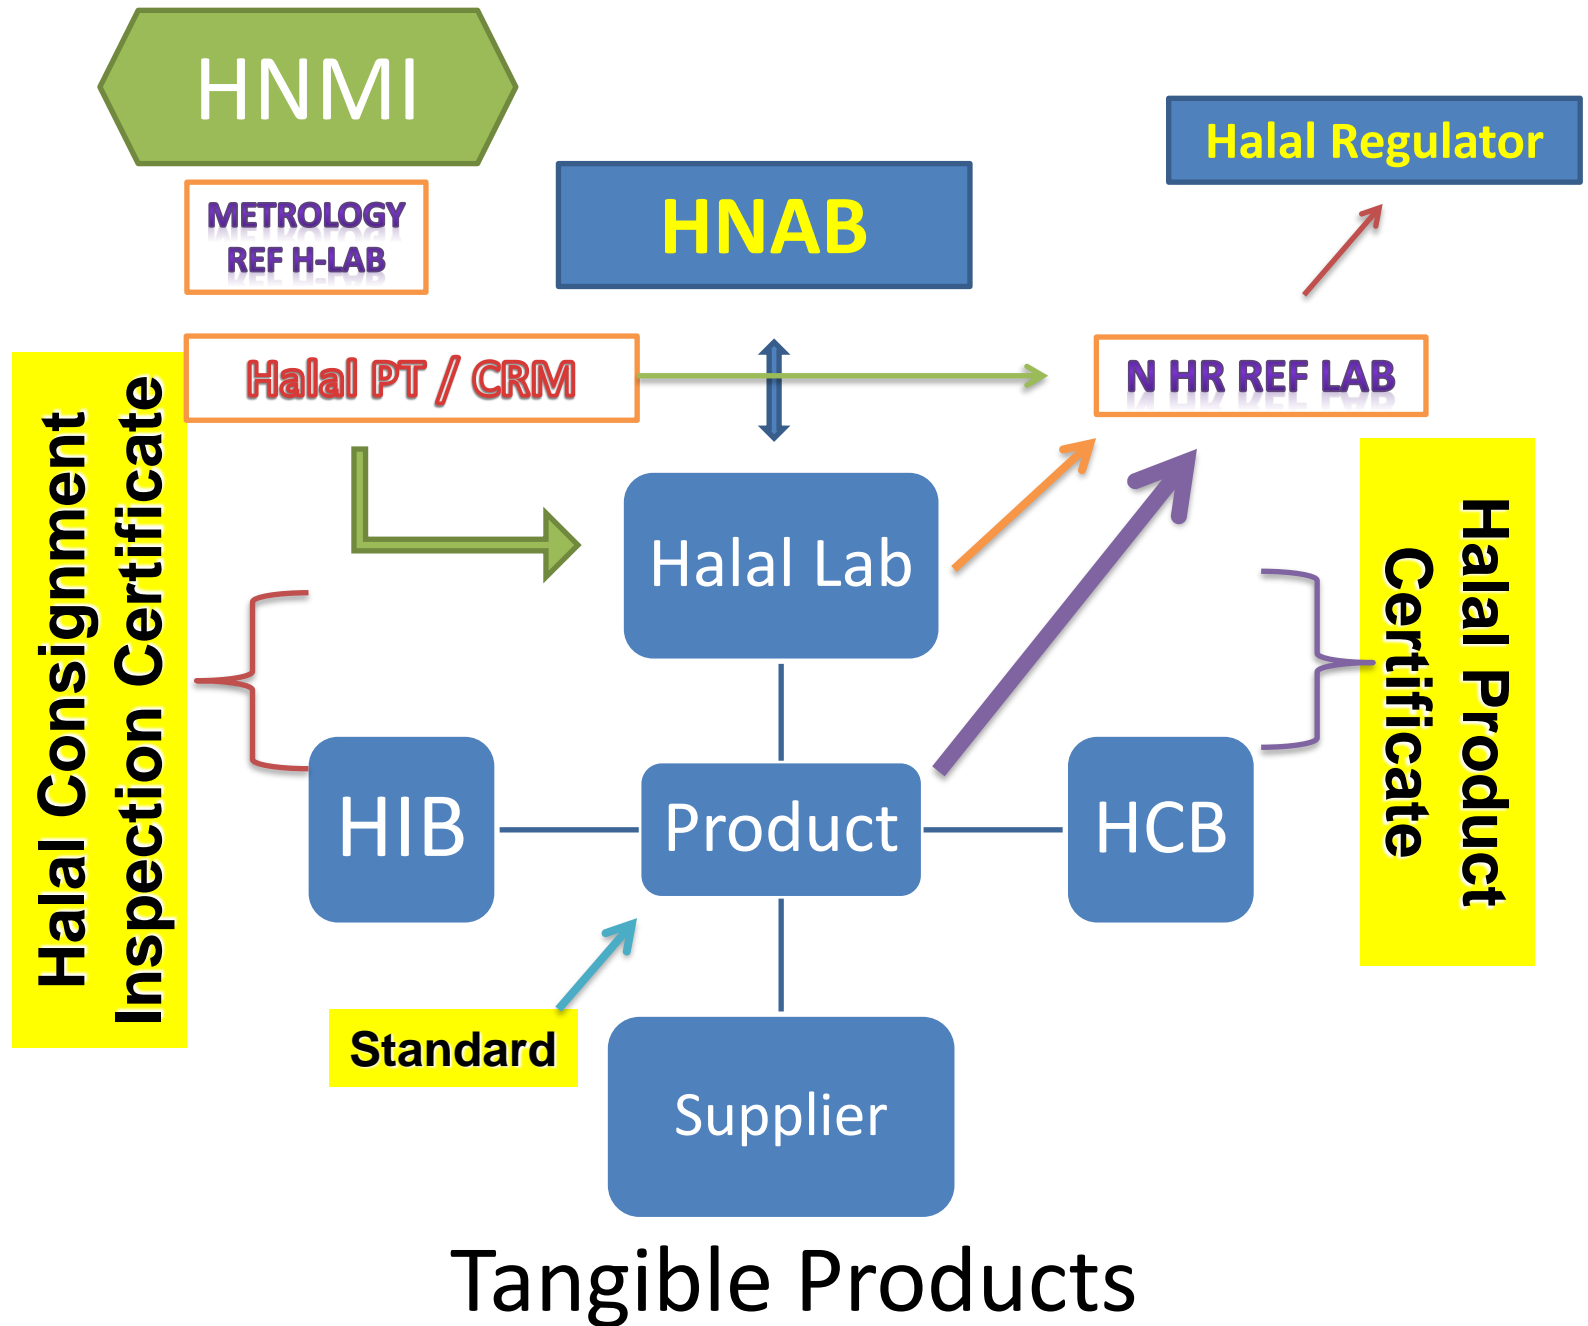 HNMI
Halal Regulator
METROLOGY
REF H-LAB
HNAB
Halal PT / CRM
N HR REF LAB
Halal Consignment
Inspection Certificate
Halal Lab
Halal Product
Certificate
HIB
Product
HCB
Standard
Supplier
Tangible Products